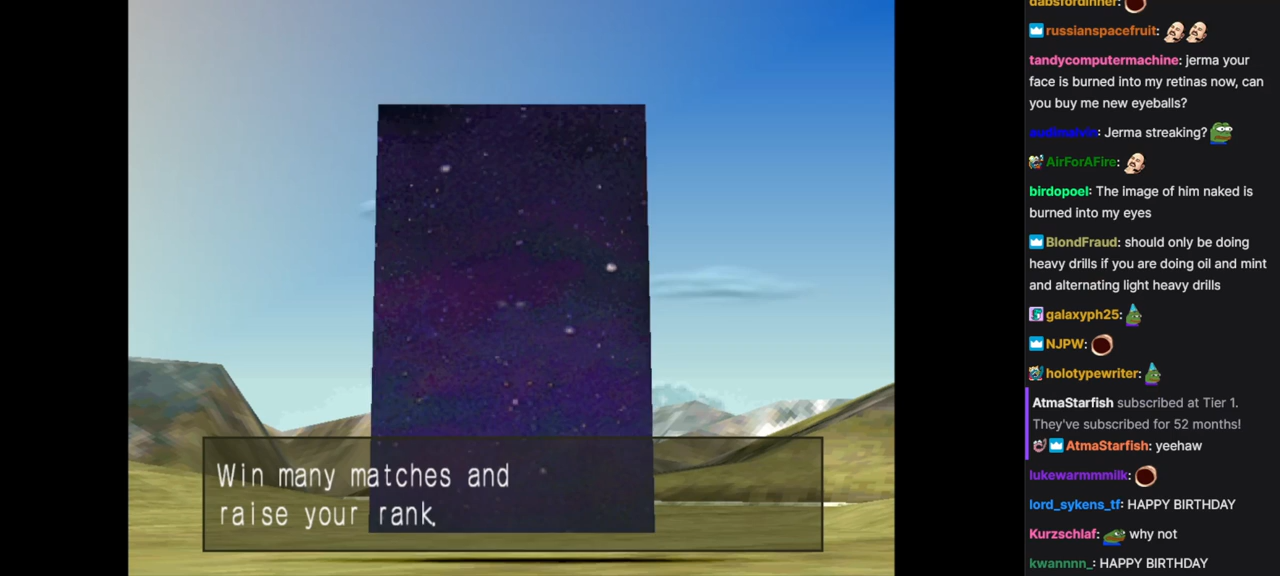 Win many matches and
raise your rank.
dabsfordinner:
russianspacefruit:
tandycomputermachine: jerma your
face is burned into my retinas now, can
you buy me new eyeballs?
audimalvin: Jerma streaking?
AirForAFire:
birdopoel: The image of him naked is
burned into my eyes
BlondFraud: should only be doing
heavy drills if you are doing oil and mint
and alternating light heavy drills
galaxyph25:
NJPW:
holotypewriter:
AtmaStarfish subscribed at Tier 1.
They've subscribed for 52 months!
AtmaStarfish: yeehaw
lukewarmmmilk:
lord_sykens_tf: HAPPY BIRTHDAY
Kurzschlaf: why not
kwannnn_: HAPPY BIRTHDAY